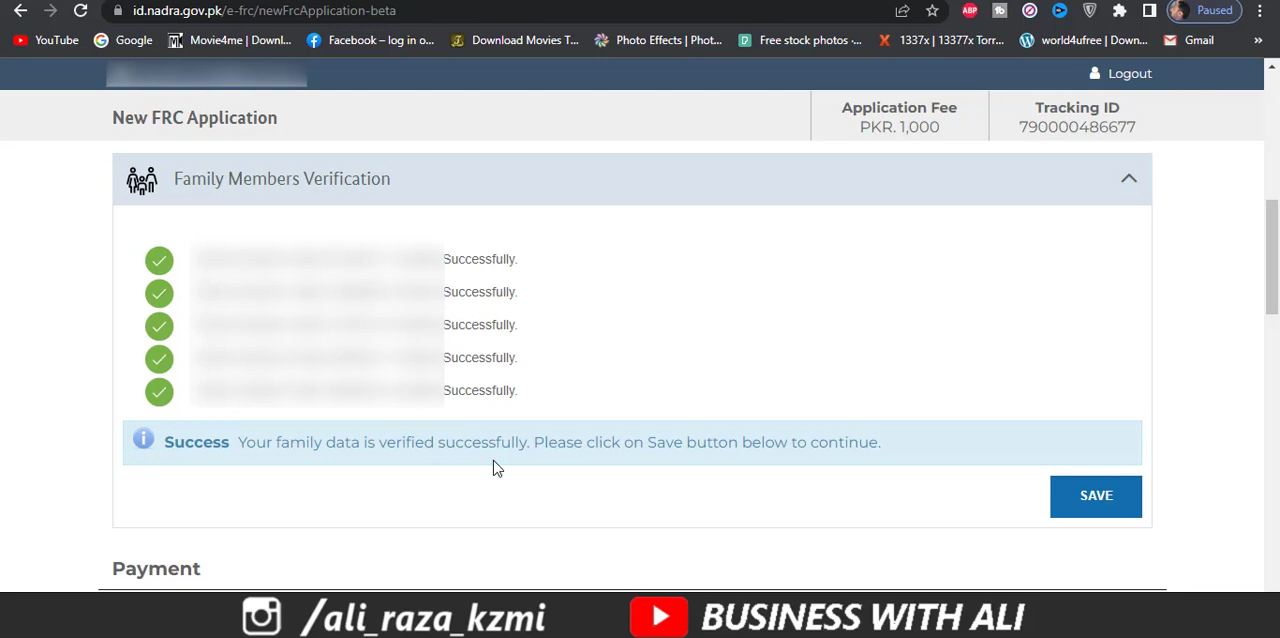 id.nadra.gov.pk/e-frc/newFrcApplication-beta
ABP
Paused
YouTube
Google
Movie4me | Downl...
Facebook – log in o...
Download Movies T...
Photo Effects | Phot...
Free stock photos -...
1337x | 13377x Torr...
world4ufree | Down...
Gmail
»
Logout
New FRC Application
Application Fee
PKR. 1,000
Tracking ID
790000486677
Family Members Verification
Successfully.
Successfully.
Successfully.
Successfully.
Successfully.
Success Your family data is verified successfully. Please click on Save button below to continue.
SAVE
Payment
/ali_raza_kzmi
BUSINESS WITH ALI